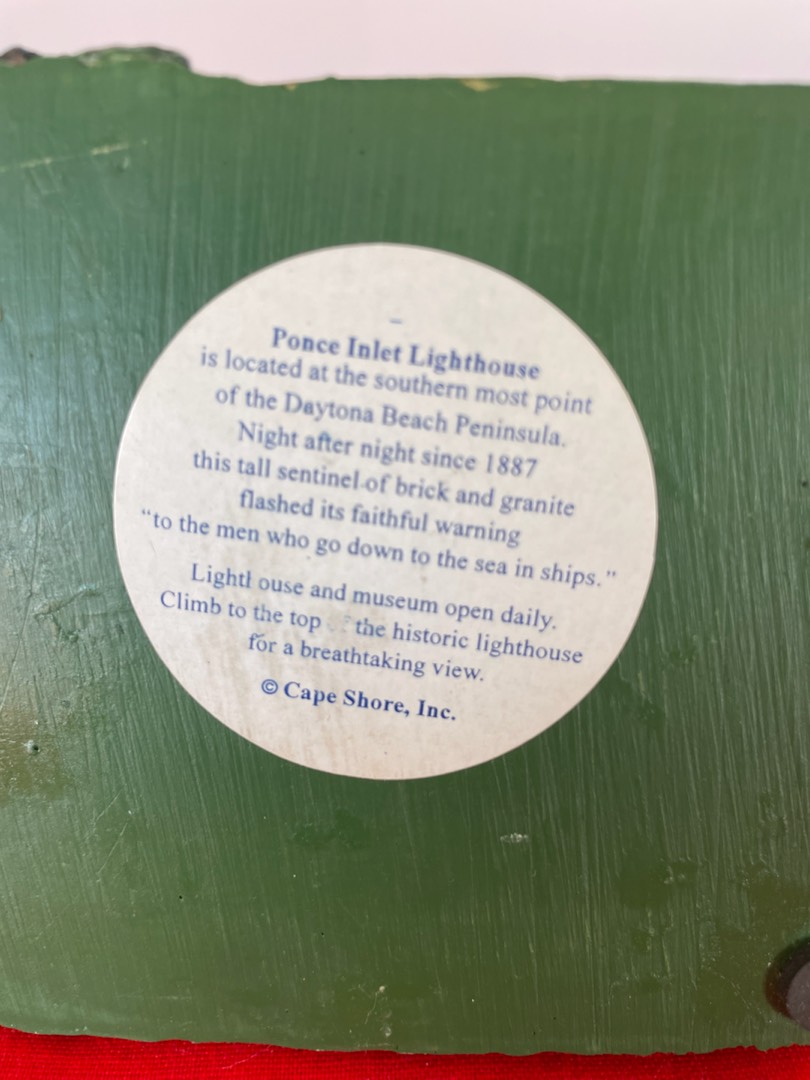 Ponce Inlet Lighthouse
is located at the southern most point
of the Daytona Beach Peninsula.
Night after night since 1887
this tall sentinel of brick and granite
flashed its faithful warning
“to the men who go down to the sea in ships.”
Lightl ouse and museum open daily.
Climb to the top the historic lighthouse
for a breathtaking view.
© Cape Shore, Inc.